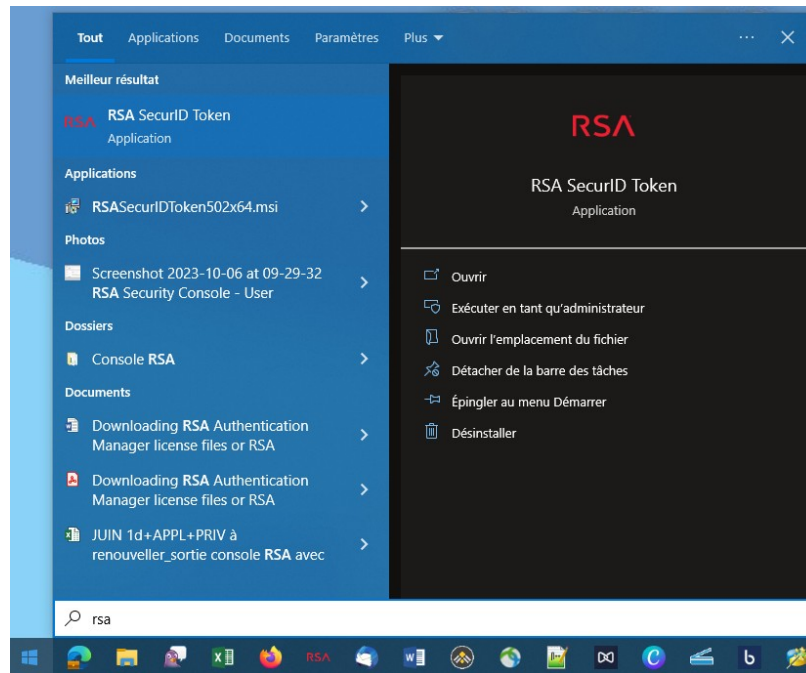 Tout Applications Documents Paramètres Plus
Meilleur résultat
RSA
RSA SecurID Token
Application
Applications
RSASecurIDToken502x64.msi
Photos
Screenshot 2023-10-06 at 09-29-32
RSA Security Console - User
Dossiers
Console RSA
Documents
Downloading RSA Authentication
Manager license files or RSA
Downloading RSA Authentication
Manager license files or RSA
JUIN 1d+APPL+PRIV à
renouveller_sortie console RSA avec
RSA
RSA SecurID Token
Application
Ouvrir
Exécuter en tant qu'administrateur
Ouvrir l'emplacement du fichier
Détacher de la barre des tâches
Épingler au menu Démarrer
Désinstaller
rsa
RSA